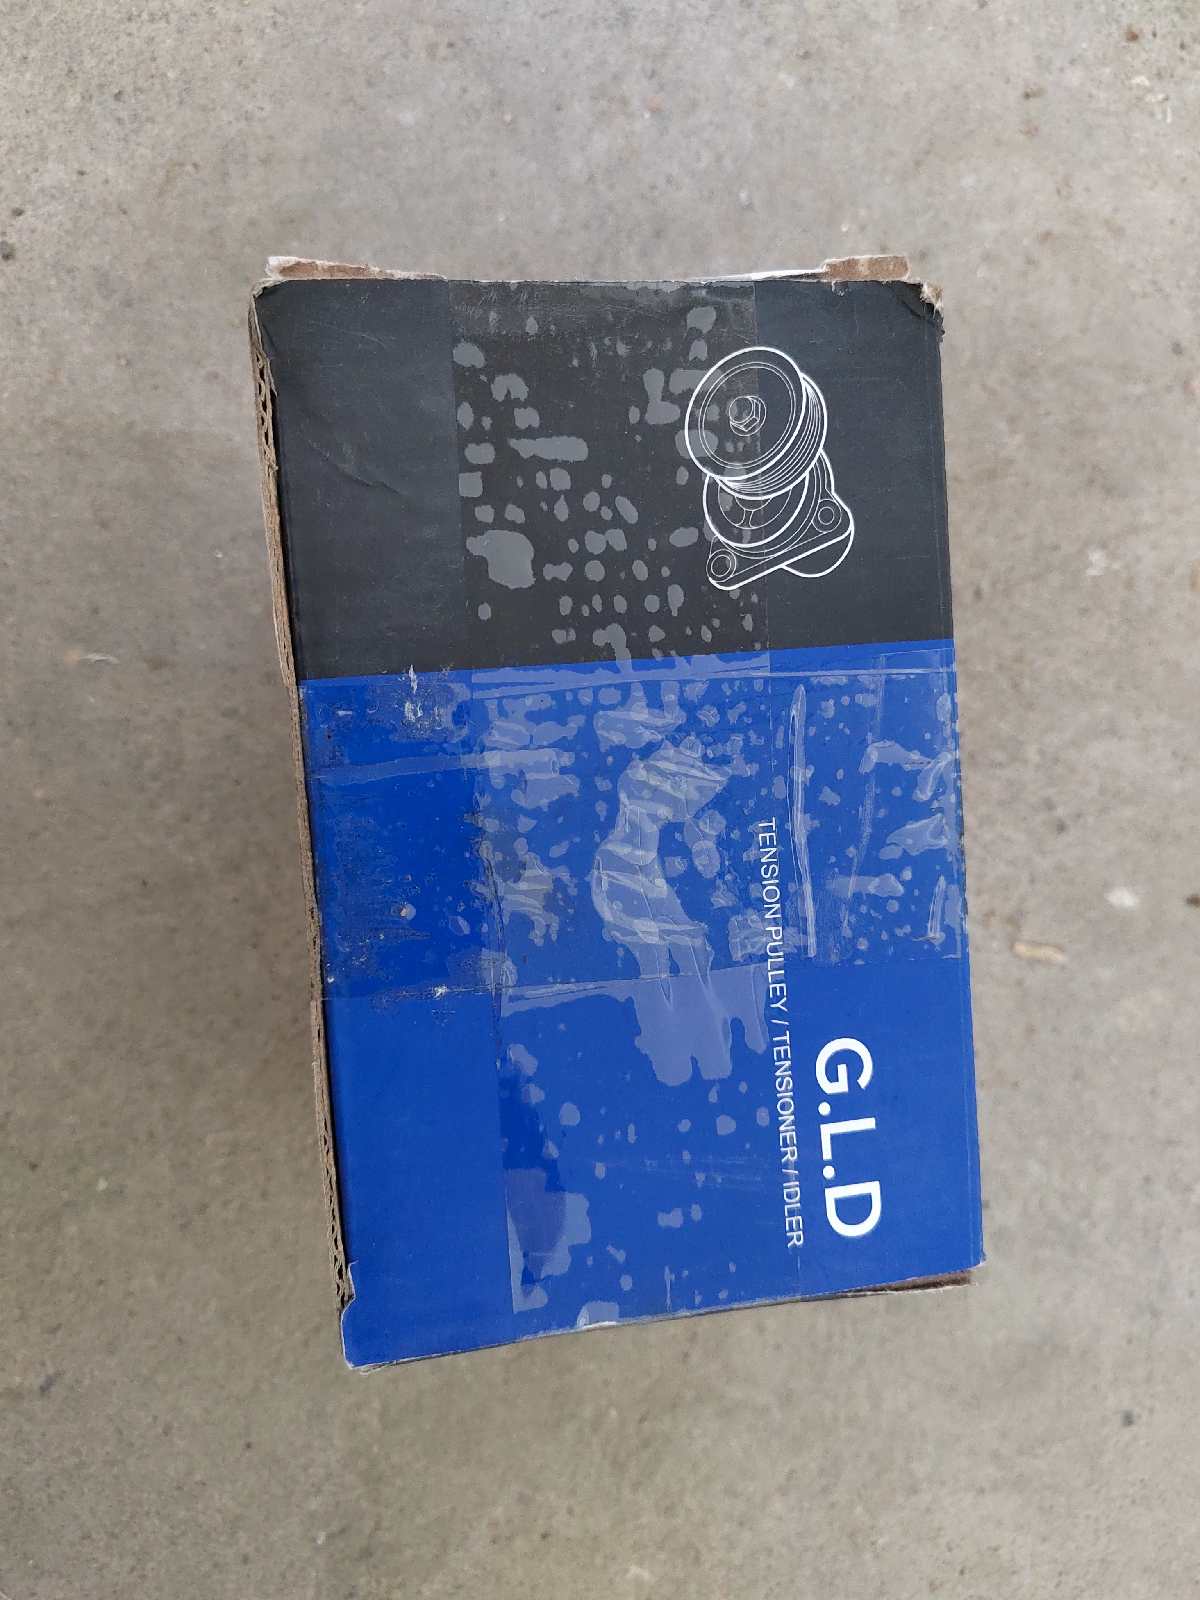 G.L.D
TENSION PULLEY / TENSIONER / IDLER